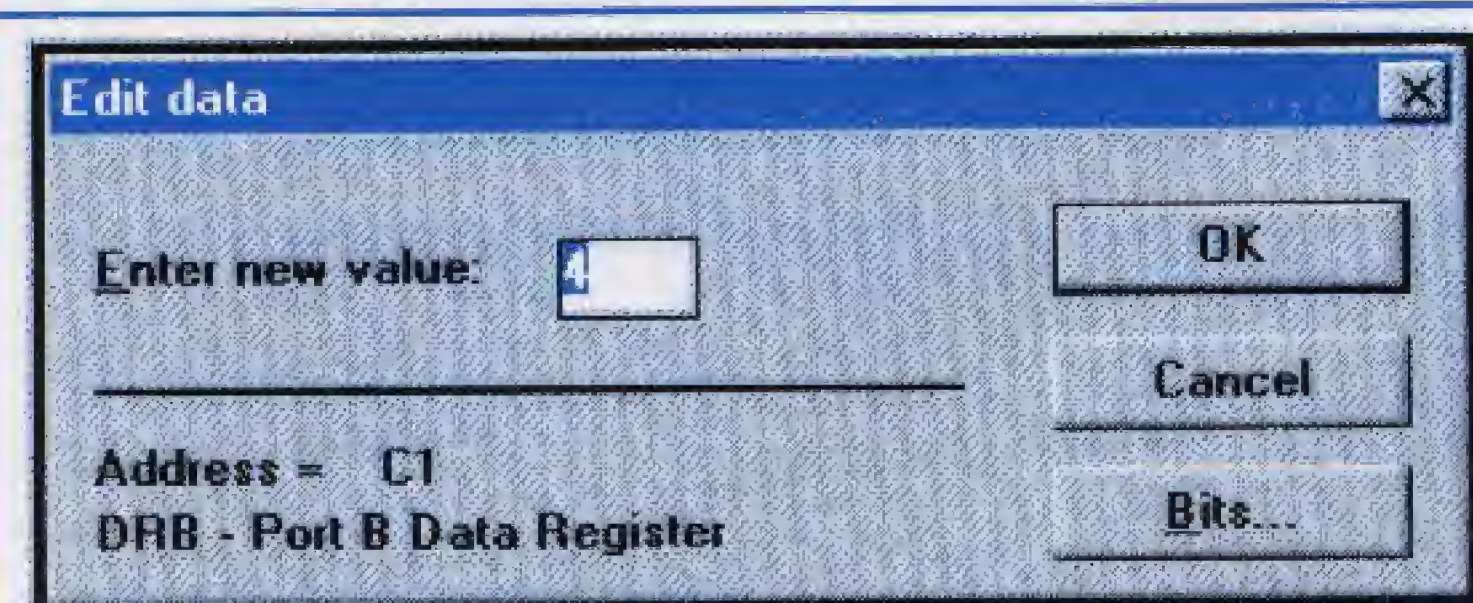 Edit data
Enter new value: 4
OK
Cancel
Address = C1
DRB - Port B Data Register
Bits...